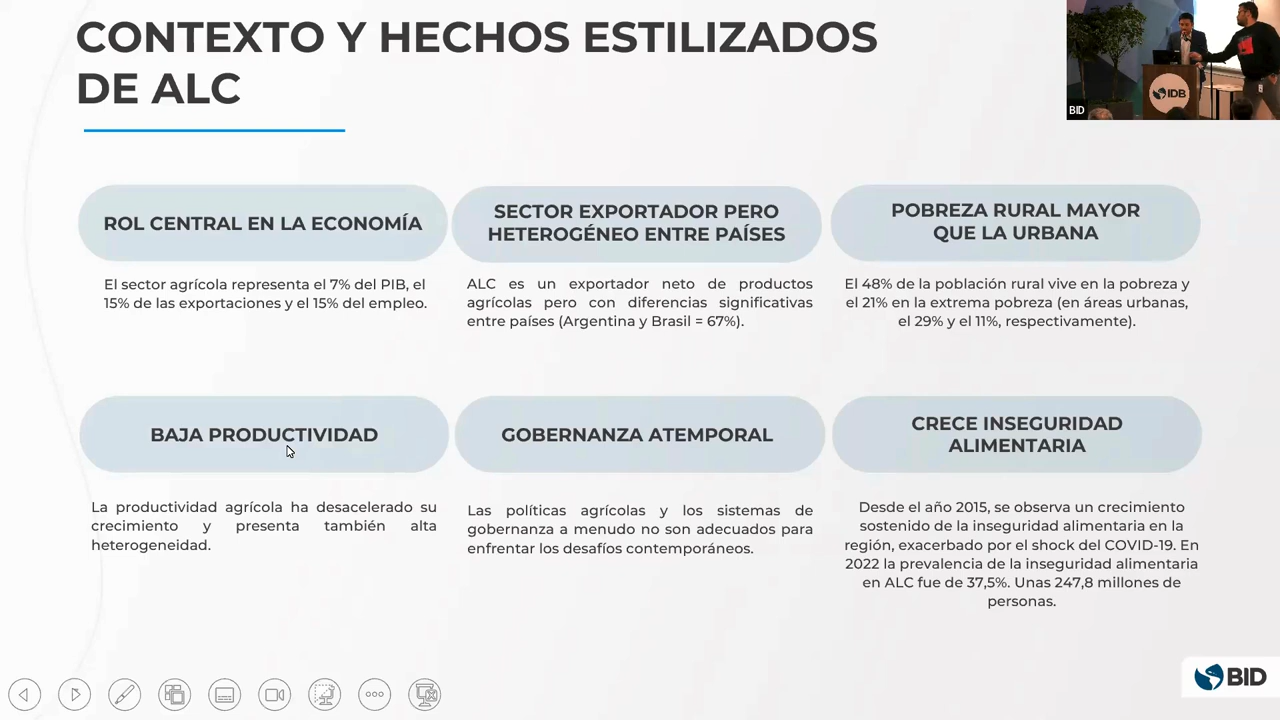 CONTEXTO Y HECHOS ESTILIZADOS
DE ALC
IDB
BID
ROL CENTRAL EN LA ECONOMÍA
El sector agrícola representa el 7% del PIB, el
15% de las exportaciones y el 15% del empleo.
SECTOR EXPORTADOR PERO
HETEROGÉNEO ENTRE PAÍSES
ALC es un exportador neto de productos
agrícolas pero con diferencias significativas
entre países (Argentina y Brasil = 67%).
POBREZA RURAL MAYOR
QUE LA URBANA
El 48% de la población rural vive en la pobreza y
el 21% en la extrema pobreza (en áreas urbanas,
el 29% y el 11%, respectivamente).
BAJA PRODUCTIVIDAD
La productividad agrícola ha desacelerado su
crecimiento y presenta también alta
heterogeneidad.
GOBERNANZA ATEMPORAL
Las políticas agrícolas y los sistemas de
gobernanza a menudo no son adecuados para
enfrentar los desafíos contemporáneos.
CRECE INSEGURIDAD
ALIMENTARIA
Desde el año 2015, se observa un crecimiento
sostenido de la inseguridad alimentaria en la
región, exacerbado por el shock del COVID-19. En
2022 la prevalencia de la inseguridad alimentaria
en ALC fue de 37,5%. Unas 247,8 millones de
personas.
BID